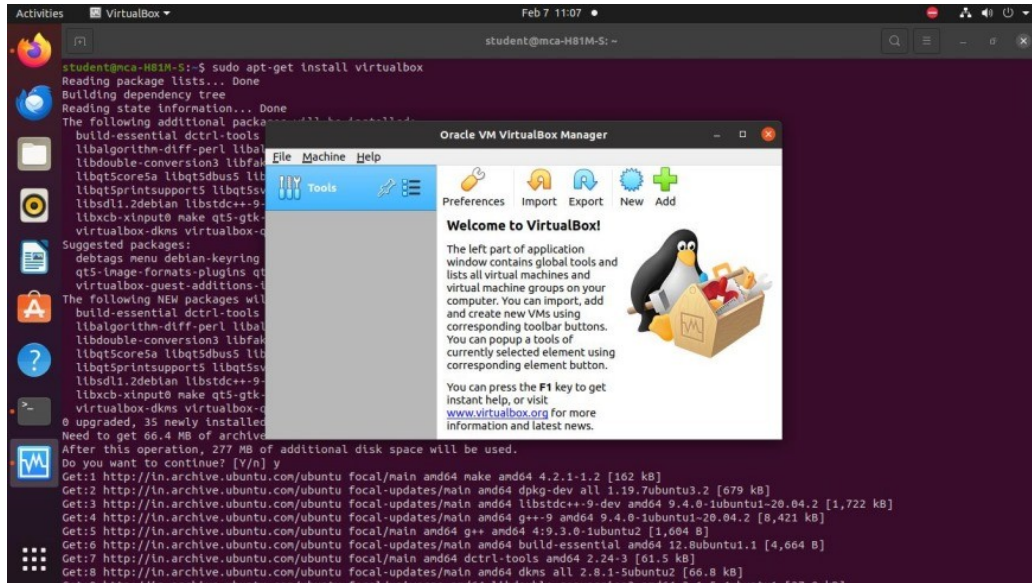 Activities VirtualBox Feb 7 11:07
student@mca-H81M-S: ~
student@mca-H81M-S:~$ sudo apt-get install virtualbox
Reading package lists... Done
Building dependency tree
Reading state information... Done
The following additional packages will be installed:
build-essential dctrl-tools
libalgorithm-diff-perl libal
libdouble-conversion3 libfak
libqt5core5a libqt5dbus5 lib
libqt5printsupport5 libqt5sv
libsdl1.2debian libstdc++-9-
libxcb-xinput0 make qt5-gtk-
virtualbox-dkms virtualbox-q
Suggested packages:
debtags menu debian-keyring
qt5-image-formats-plugins qt
virtualbox-guest-additions-i
The following NEW packages wil
build-essential dctrl-tools
libalgorithm-diff-perl libal
libdouble-conversion3 libfak
libqt5core5a libqt5dbus5 lib
libqt5printsupport5 libqt5sv
libsdl1.2debian libstdc++-9-
libxcb-xinput0 make qt5-gtk-
virtualbox-dkms virtualbox-q
0 upgraded, 35 newly installed
Need to get 66.4 MB of archive
After this operation, 277 MB of additional disk space will be used.
Do you want to continue? [Y/n] y
Get:1 http://in.archive.ubuntu.com/ubuntu focal/main amd64 make amd64 4.2.1-1.2 [162 kB]
Get:2 http://in.archive.ubuntu.com/ubuntu focal-updates/main amd64 dpkg-dev all 1.19.7ubuntu3.2 [679 kB]
Get:3 http://in.archive.ubuntu.com/ubuntu focal-updates/main amd64 libstdc++-9-dev amd64 9.4.0-1ubuntu1~20.04.2 [1,722 kB]
Get:4 http://in.archive.ubuntu.com/ubuntu focal-updates/main amd64 g++-9 amd64 9.4.0-1ubuntu1~20.04.2 [8,421 kB]
Get:5 http://in.archive.ubuntu.com/ubuntu focal/main amd64 g++ amd64 4:9.3.0-1ubuntu2 [1,604 B]
Get:6 http://in.archive.ubuntu.com/ubuntu focal-updates/main amd64 build-essential amd64 12.8ubuntu1.1 [4,664 B]
Get:7 http://in.archive.ubuntu.com/ubuntu focal/main amd64 dctrl-tools amd64 2.24-3 [61.5 kB]
Get:8 http://in.archive.ubuntu.com/ubuntu focal-updates/main amd64 dkms all 2.8.1-5ubuntu2 [66.8 kB]
Oracle VM VirtualBox Manager
File Machine Help
Tools
Preferences Import Export New Add
Welcome to VirtualBox!
The left part of application
window contains global tools and
lists all virtual machines and
virtual machine groups on your
computer. You can import, add
and create new VMs using
corresponding toolbar buttons.
You can popup a tools of
currently selected element using
corresponding element button.
You can press the F1 key to get
instant help, or visit
www.virtualbox.org for more
information and latest news.